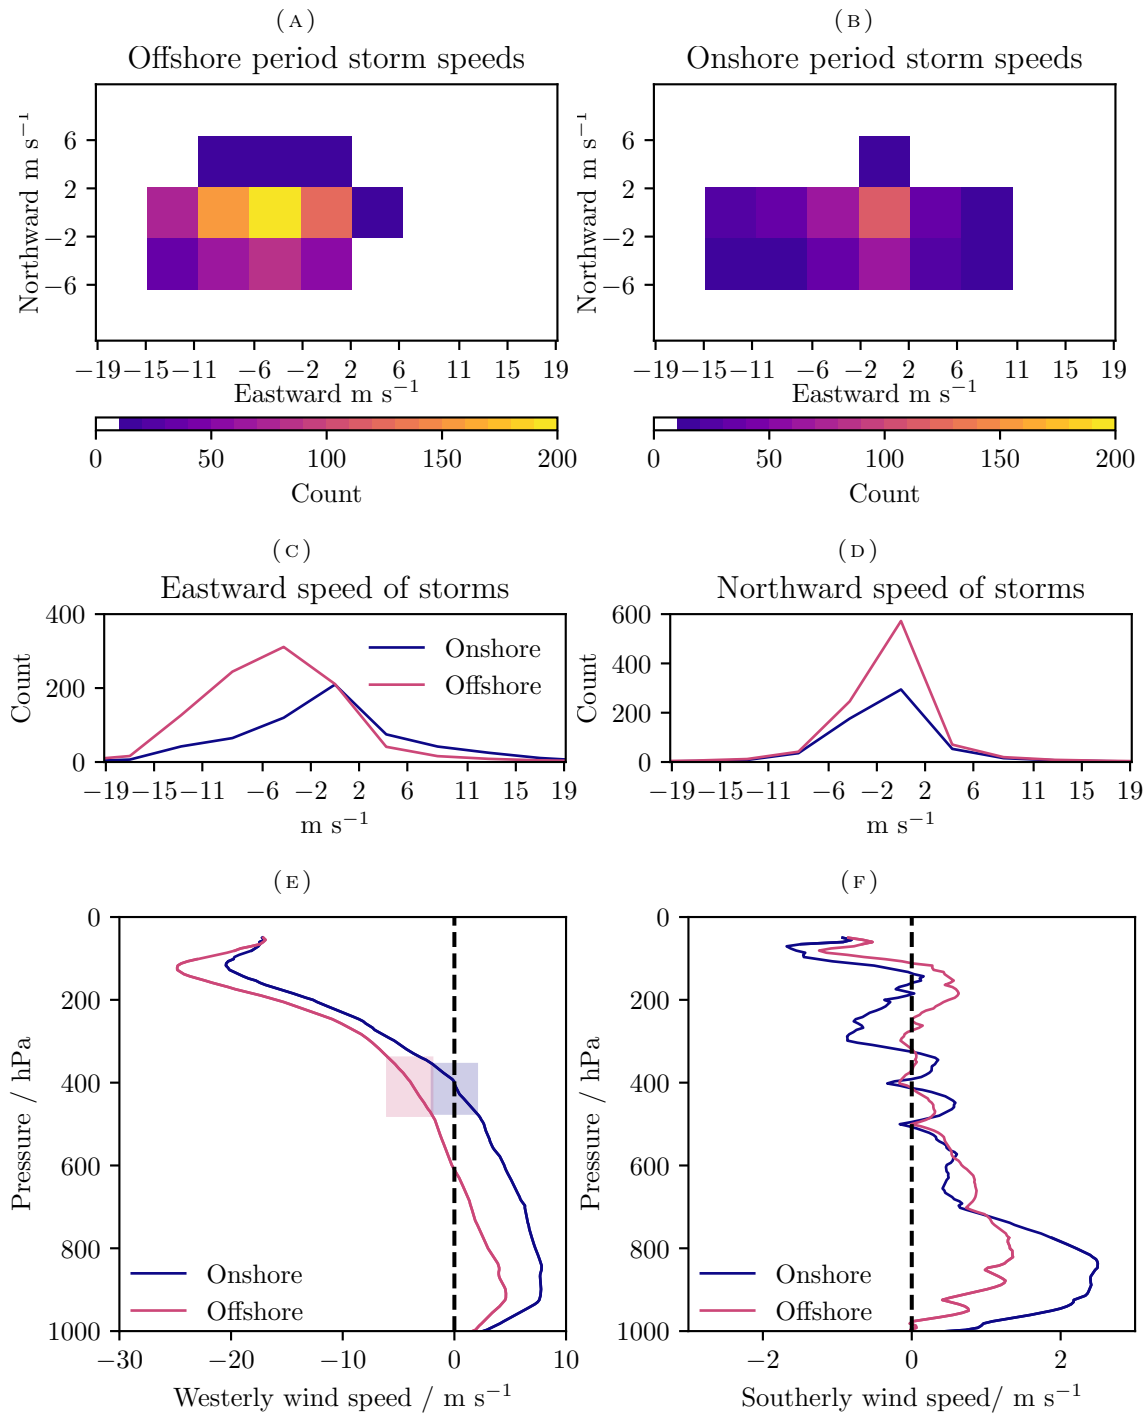 (A)
Offshore period storm speeds
Northward m s⁻¹
6
2
−2
−6
−19 −15 −11 −6 −2 2 6 11 15 19
Eastward m s⁻¹
0 50 100 150 200
Count
(B)
Onshore period storm speeds
Northward m s⁻¹
6
2
−2
−6
−19 −15 −11 −6 −2 2 6 11 15 19
Eastward m s⁻¹
0 50 100 150 200
Count
(C)
Eastward speed of storms
Count
400
200
0
Onshore
Offshore
−19 −15 −11 −6 −2 2 6 11 15 19
m s⁻¹
(D)
Northward speed of storms
Count
600
400
200
0
−19 −15 −11 −6 −2 2 6 11 15 19
m s⁻¹
(E)
Pressure / hPa
0
200
400
600
800
1000
Onshore
Offshore
−30 −20 −10 0 10
Westerly wind speed / m s⁻¹
(F)
Pressure / hPa
0
200
400
600
800
1000
Onshore
Offshore
−2 0 2
Southerly wind speed/ m s⁻¹